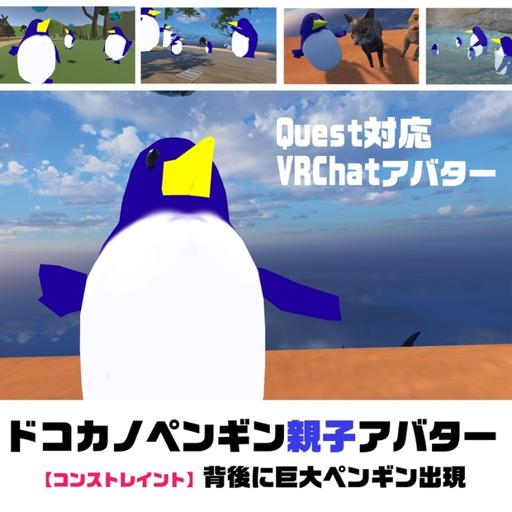 Quest対応
VRChatアバター
ドコカノペンギン親子アバター
【コンストレイント】背後に巨大ペンギン出現